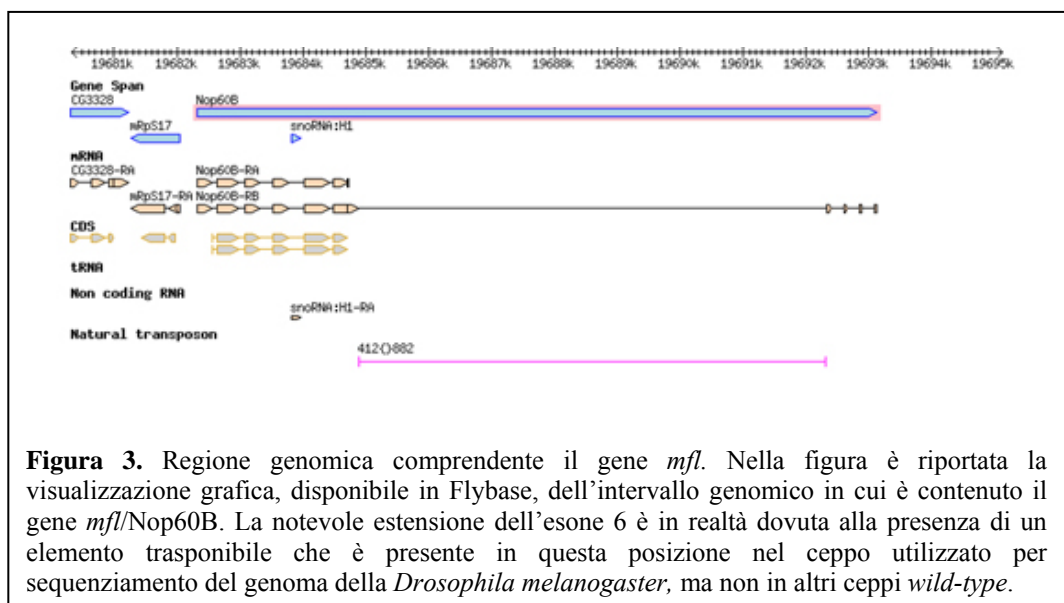 19681k 19682k 19683k 19684k 19685k 19686k 19687k 19688k 19689k 19690k 19691k 19692k 19693k 19694k 19695k
Gene Span
CG3328 Nop60B
mRpS17 snoRNA:H1
mRNA
CG3328-RA Nop60B-RA
mRpS17-RA Nop60B-RB
CDS
tRNA
Non coding RNA
snoRNA:H1-RA
Natural transposon
412{}882
Figura 3. Regione genomica comprendente il gene mfl. Nella figura è riportata la
visualizzazione grafica, disponibile in Flybase, dell’intervallo genomico in cui è contenuto il
gene mfl/Nop60B. La notevole estensione dell’esone 6 è in realtà dovuta alla presenza di un
elemento trasponibile che è presente in questa posizione nel ceppo utilizzato per
sequenziamento del genoma della Drosophila melanogaster, ma non in altri ceppi wild-type.